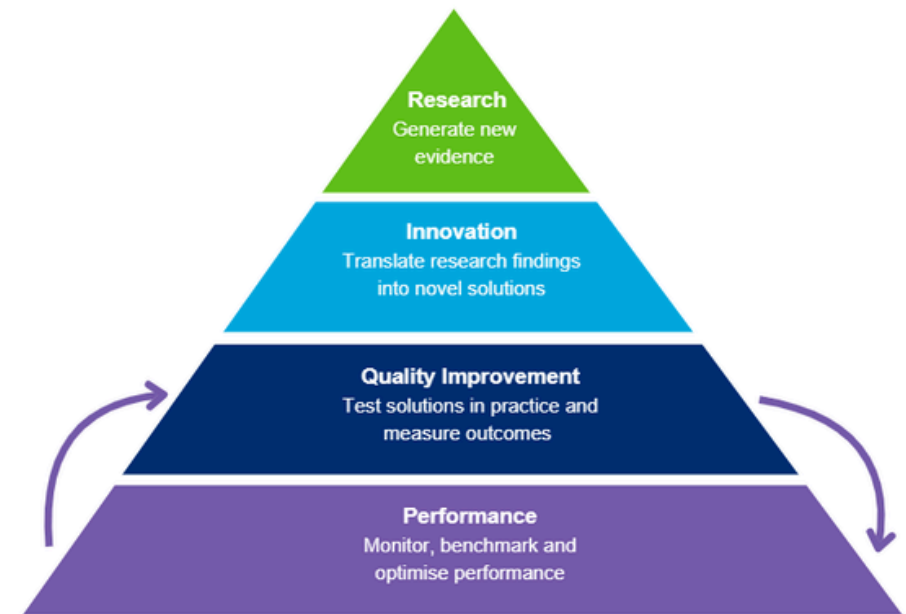 Research
Generate new
evidence
Innovation
Translate research findings
into novel solutions
Quality Improvement
Test solutions in practice and
measure outcomes
Performance
Monitor, benchmark and
optimise performance